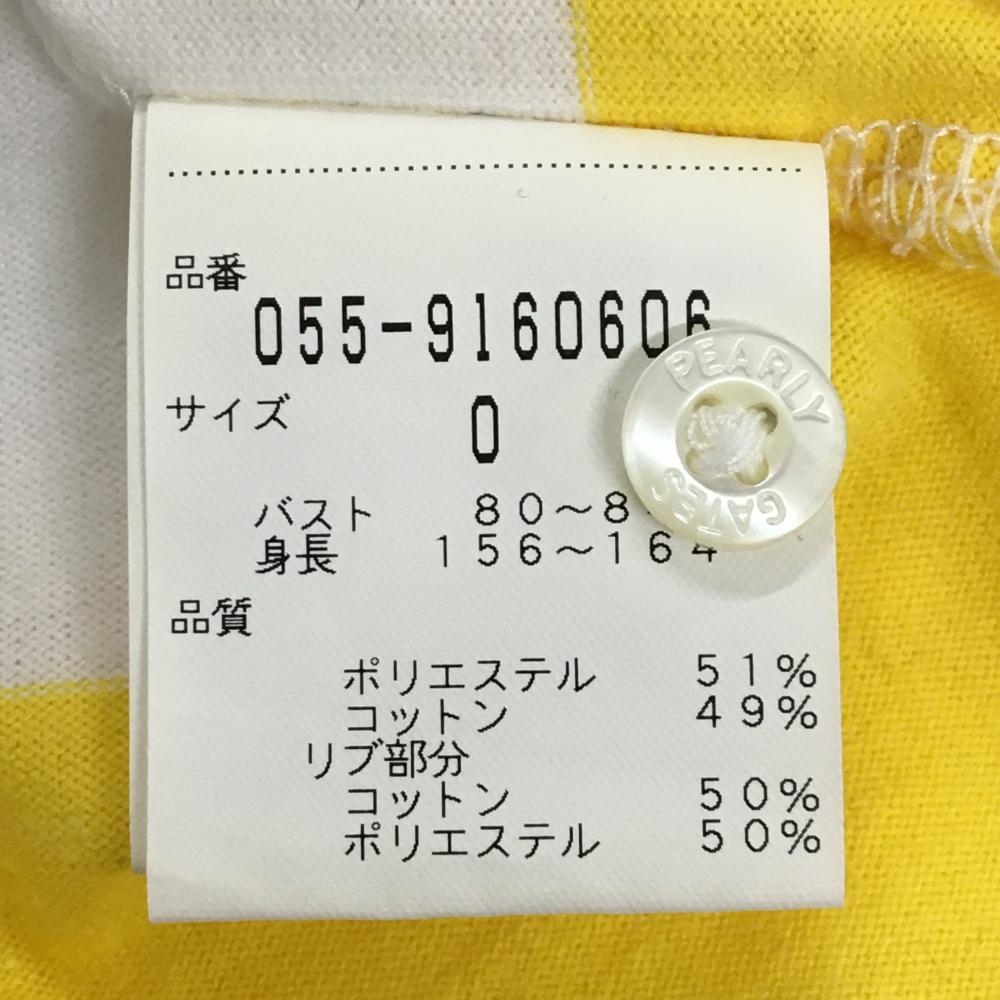 品番
055-9160606
サイズ 0
バスト 80～8
身長 156～164
品質
ポリエステル 51%
コットン 49%
リブ部分
コットン 50%
ポリエステル 50%
PEARLY
GATES